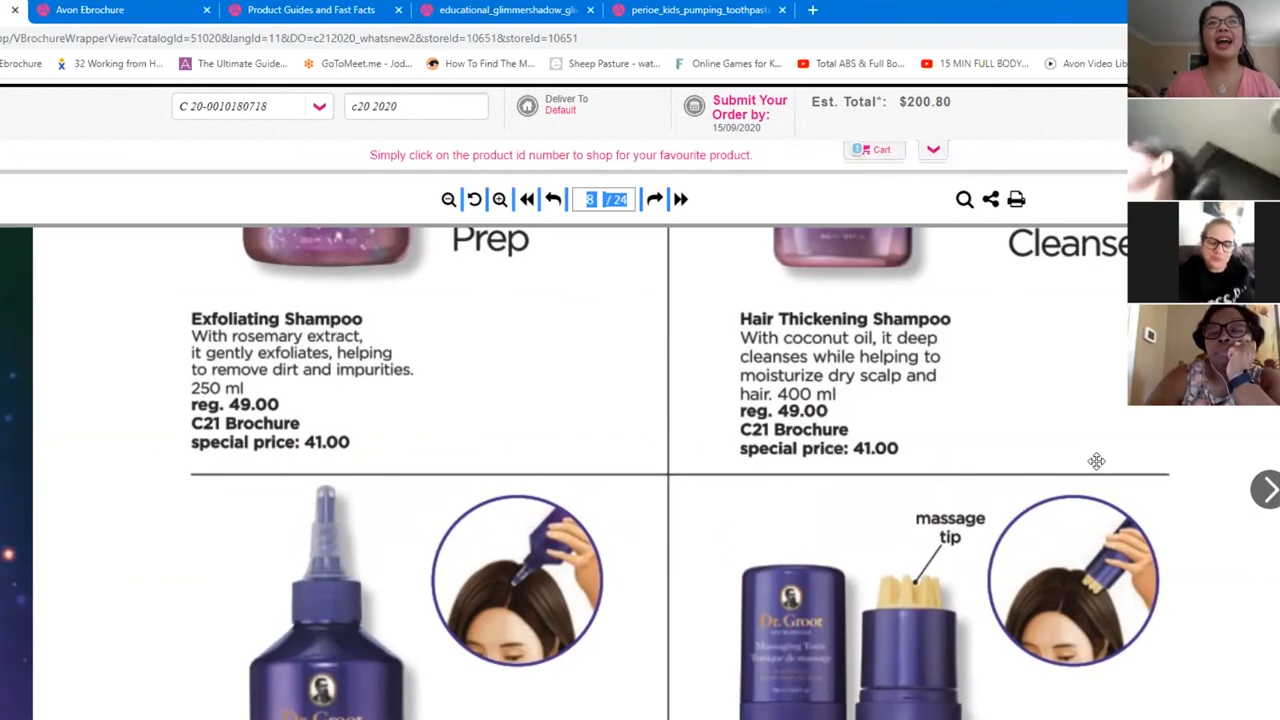 Avon Ebrochure
Product Guides and Fast Facts
educational_glimmershadow_gli
perioe_kids_pumping_toothpast
p/VBrochureWrapperView?catalogId=51020&langId=11&DO=c212020_whatsnew2&storeId=10651&storeId=10651
Ebrochure
32 Working from H...
The Ultimate Guide...
GoToMeet.me - Jod...
How To Find The M...
Sheep Pasture - wat...
Online Games for K...
Total ABS & Full Bo...
15 MIN FULL BODY...
Avon Video Lib
C 20-0010180718
c20 2020
Deliver To
Default
Submit Your
Order by:
15/09/2020
Est. Total*: $200.80
Simply click on the product id number to shop for your favourite product.
Cart
8 / 24
Prep
Cleanse
Exfoliating Shampoo
With rosemary extract,
it gently exfoliates, helping
to remove dirt and impurities.
250 ml
reg. 49.00
C21 Brochure
special price: 41.00
Hair Thickening Shampoo
With coconut oil, it deep
cleanses while helping to
moisturize dry scalp and
hair. 400 ml
reg. 49.00
C21 Brochure
special price: 41.00
massage
tip
Dr. Groot
Dr. Groot
Massaging Tonic
Tonique de massage